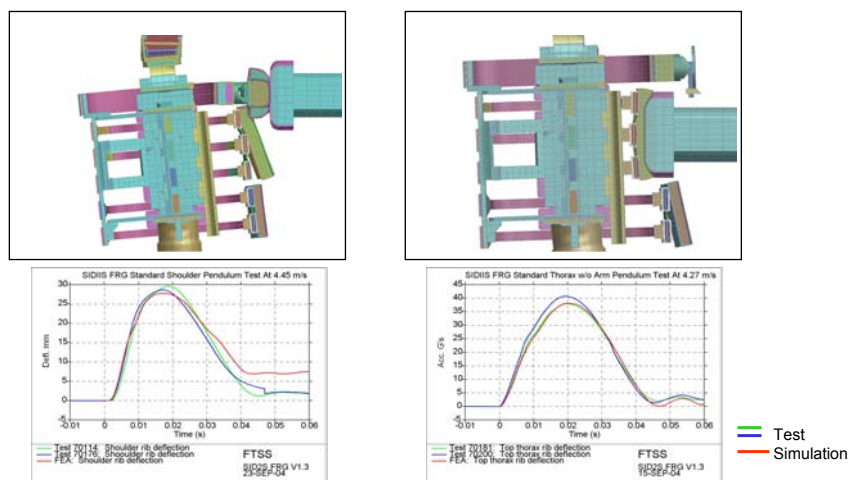 SIDIIS FRG Standard Shoulder Pendulum Test At 4.45 m/s
30
25
20
15
10
5
0
-5
Defl. mm
-0.01 0 0.01 0.02 0.03 0.04 0.05 0.06
Time (s)
Test 70114: Shoulder rib deflection
Test 70176: Shooulder rib deflection
FEA: Shoulder rib deflection
FTSS
SID2S FRG V1.3
23-SEP-04
SIDIIS FRG Standard Thorax w/o Arm Pendulum Test At 4.27 m/s
45
40
35
30
25
20
15
10
5
0
-5
Acc. G's
-0.01 0 0.01 0.02 0.03 0.04 0.05 0.06
Time (s)
Test 70181: Top thorax rib deflection
Test 70200: Top thorax rib deflection
FEA: Top thorax rib deflection
FTSS
SID2S FRG V1.3
15-SEP-04
Test
Simulation